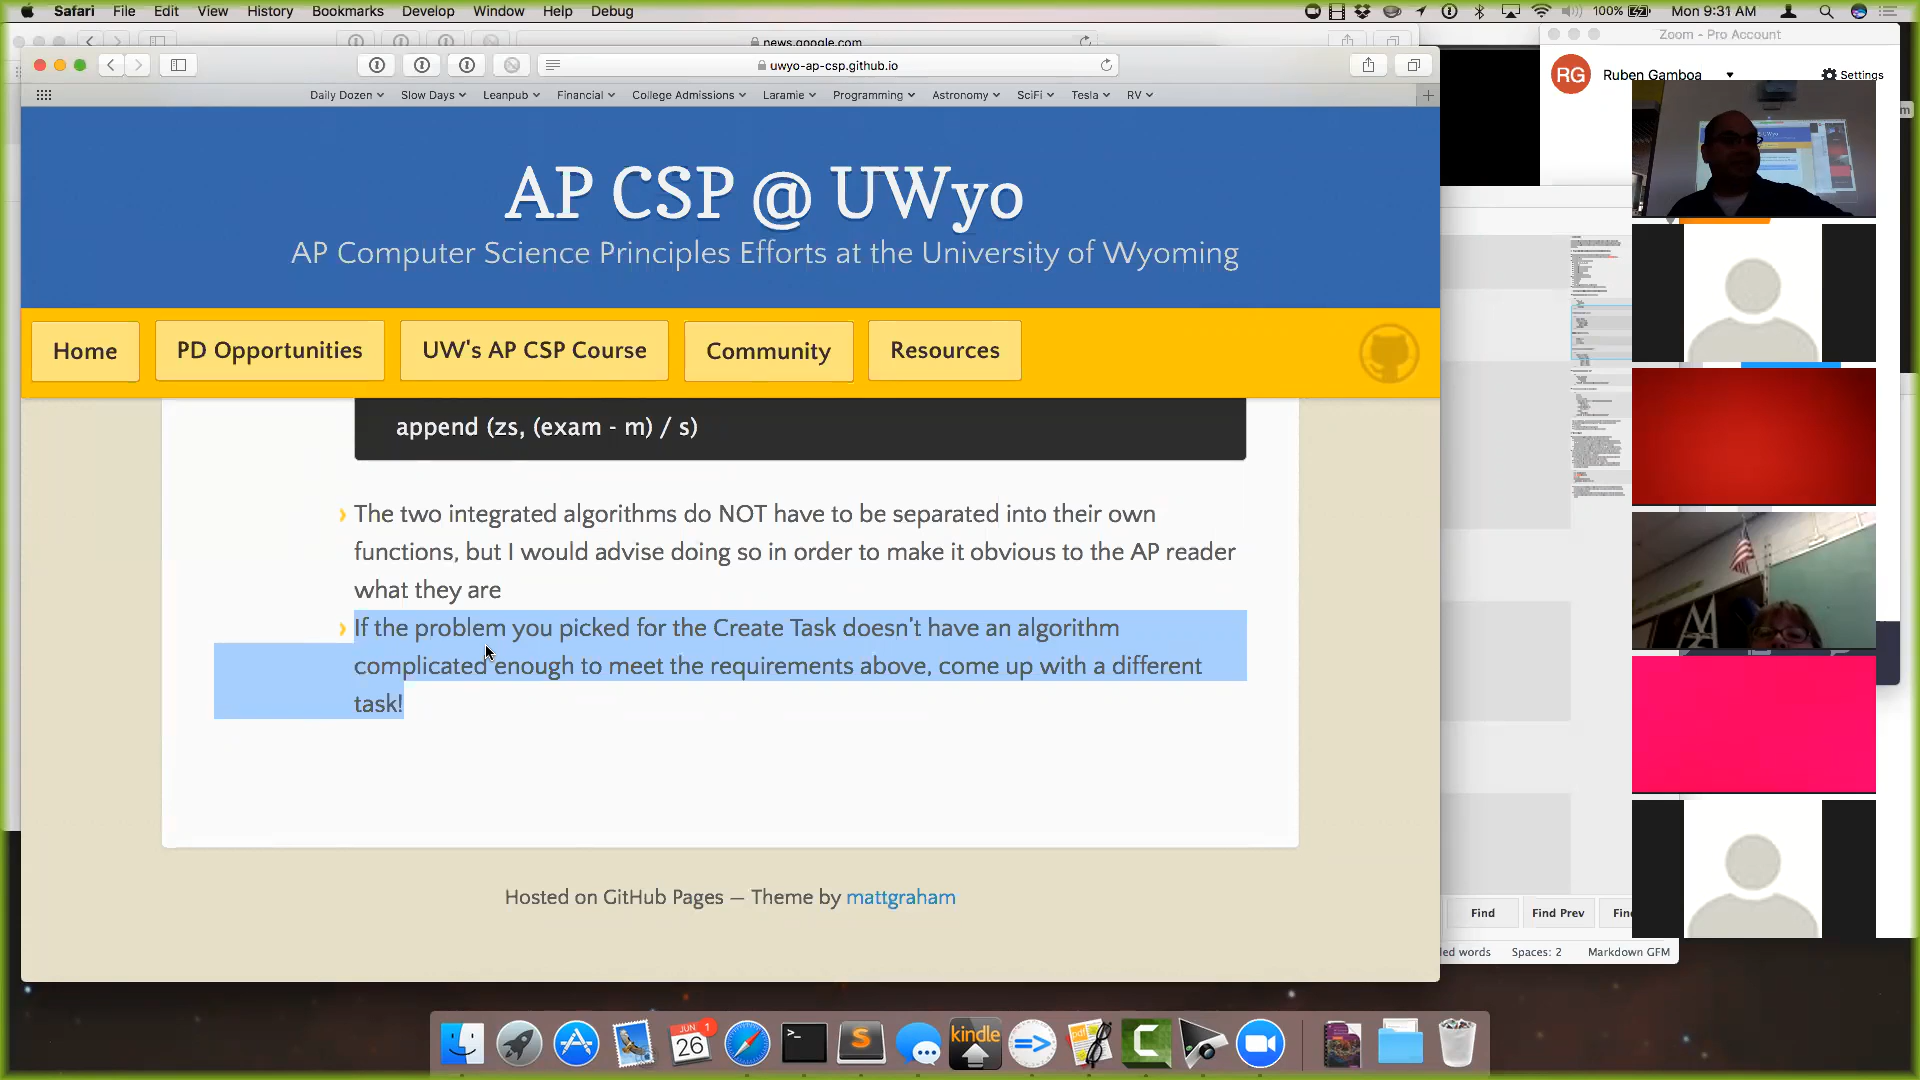 Safari File Edit View History Bookmarks Develop Window Help Debug 100% Mon 9:31 AM
news.google.com
Zoom - Pro Account
uwyo-ap-csp.github.io
RG Ruben Gamboa Settings
Daily Dozen Slow Days Leanpub Financial College Admissions Laramie Programming Astronomy SciFi Tesla RV
AP CSP @ UWyo
AP Computer Science Principles Efforts at the University of Wyoming
Home PD Opportunities UW's AP CSP Course Community Resources
append (zs, (exam - m) / s)
The two integrated algorithms do NOT have to be separated into their own
functions, but I would advise doing so in order to make it obvious to the AP reader
what they are
If the problem you picked for the Create Task doesn't have an algorithm
complicated enough to meet the requirements above, come up with a different
task!
Hosted on GitHub Pages — Theme by mattgraham
Find Find Prev
words Spaces: 2 Markdown GFM
JUN 1
26
kindle